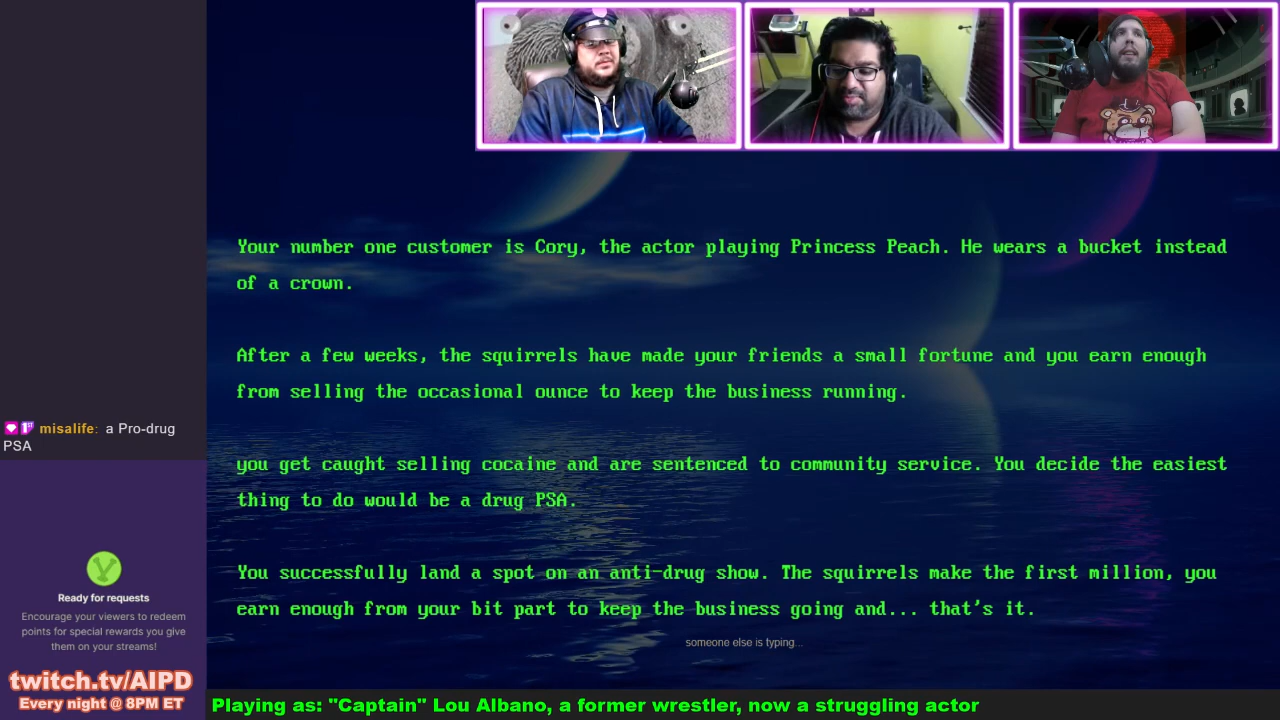 Your number one customer is Cory, the actor playing Princess Peach. He wears a bucket instead
of a crown.
After a few weeks, the squirrels have made your friends a small fortune and you earn enough
from selling the occasional ounce to keep the business running.
misalife: a Pro-drug
PSA
you get caught selling cocaine and are sentenced to community service. You decide the easiest
thing to do would be a drug PSA.
You successfully land a spot on an anti-drug show. The squirrels make the first million, you
earn enough from your bit part to keep the business going and... that's it.
someone else is typing...
Ready for requests
Encourage your viewers to redeem
points for special rewards you give
them on your streams!
twitch.tv/AIPD
Every night @ 8PM ET
Playing as: "Captain" Lou Albano, a former wrestler, now a struggling actor